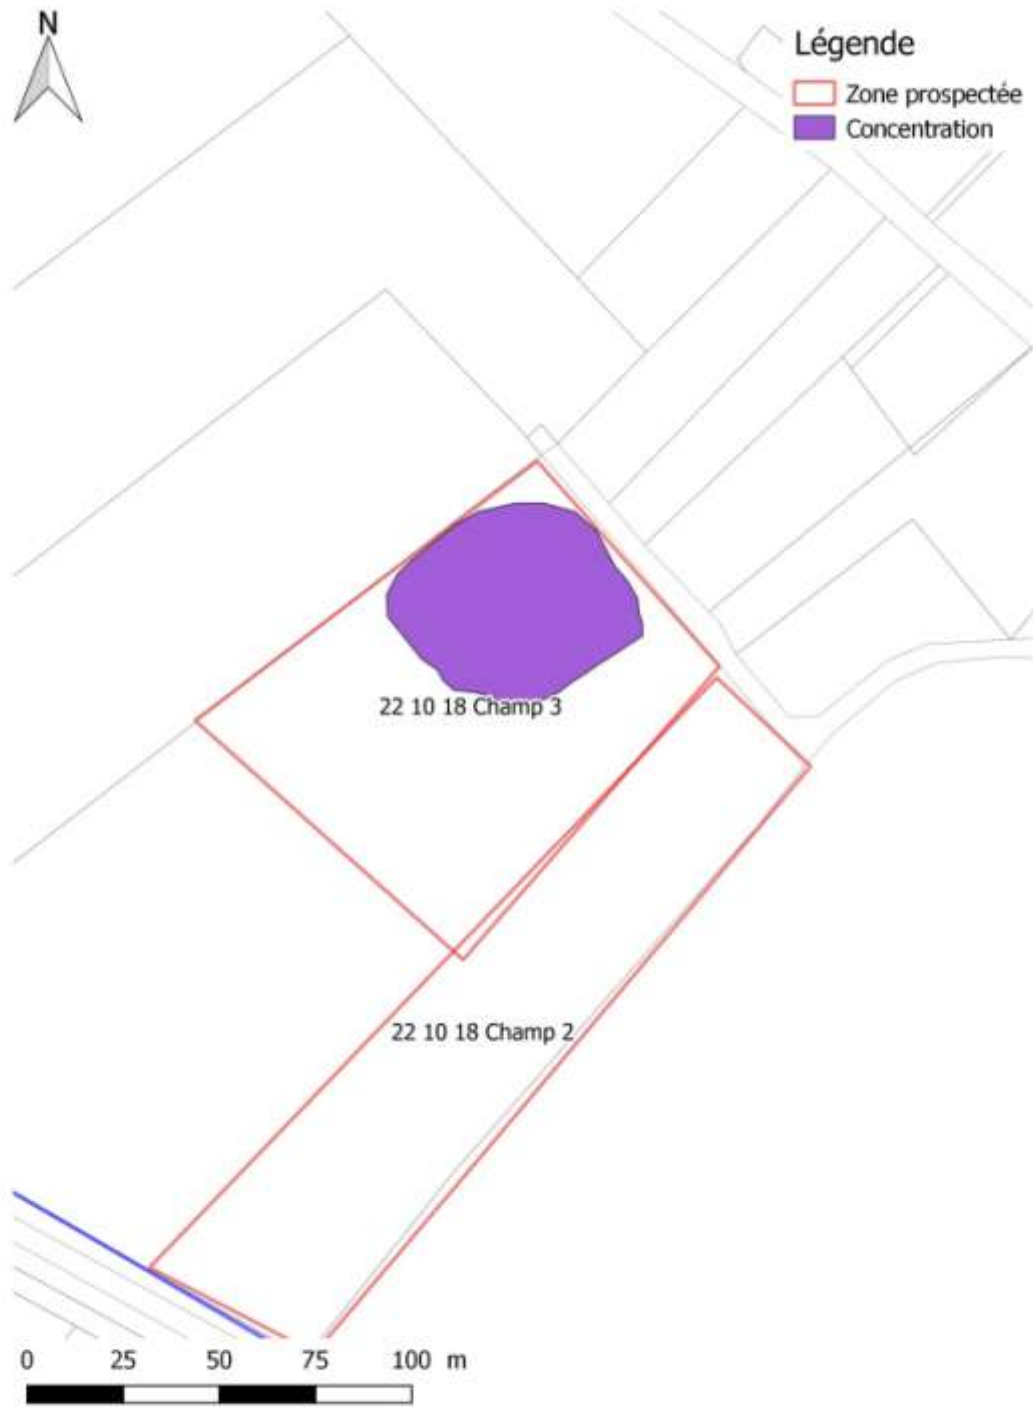 N
Légende
Zone prospectée
Concentration
22 10 18 Champ 3
22 10 18 Champ 2
0 25 50 75 100 m